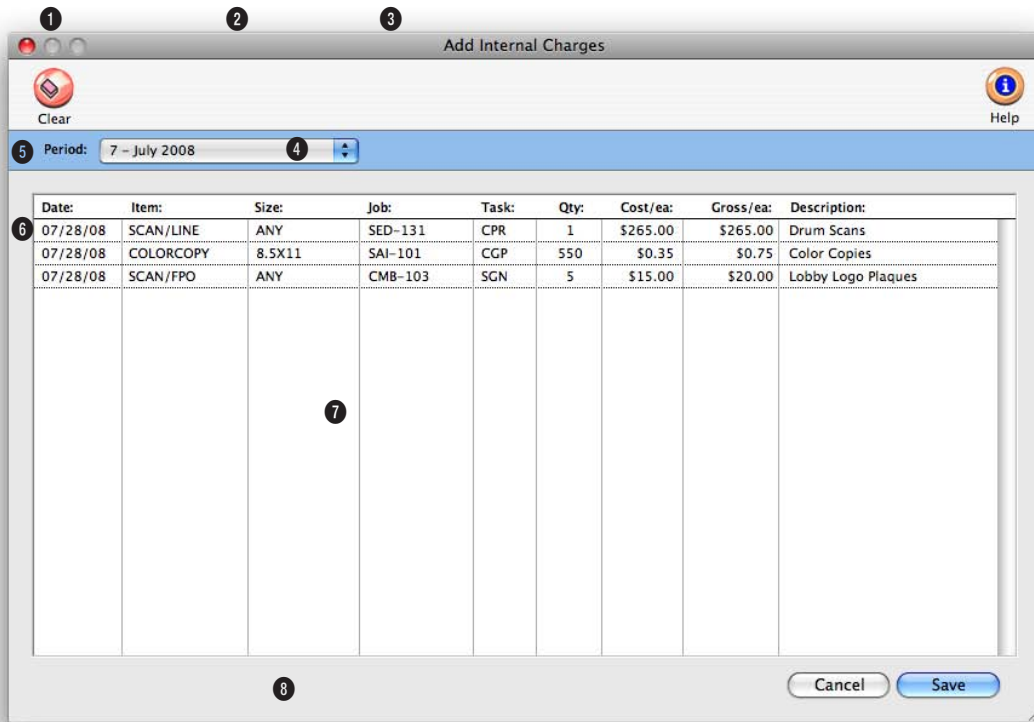 1 2 3
Add Internal Charges
Clear Help
5 Period: 7 – July 2008 4
Date: Item: Size: Job: Task: Qty: Cost/ea: Gross/ea: Description:
6 07/28/08 SCAN/LINE ANY SED-131 CPR 1 $265.00 $265.00 Drum Scans
07/28/08 COLORCOPY 8.5X11 SAI-101 CGP 550 $0.35 $0.75 Color Copies
07/28/08 SCAN/FPO ANY CMB-103 SGN 5 $15.00 $20.00 Lobby Logo Plaques
7
8 Cancel Save